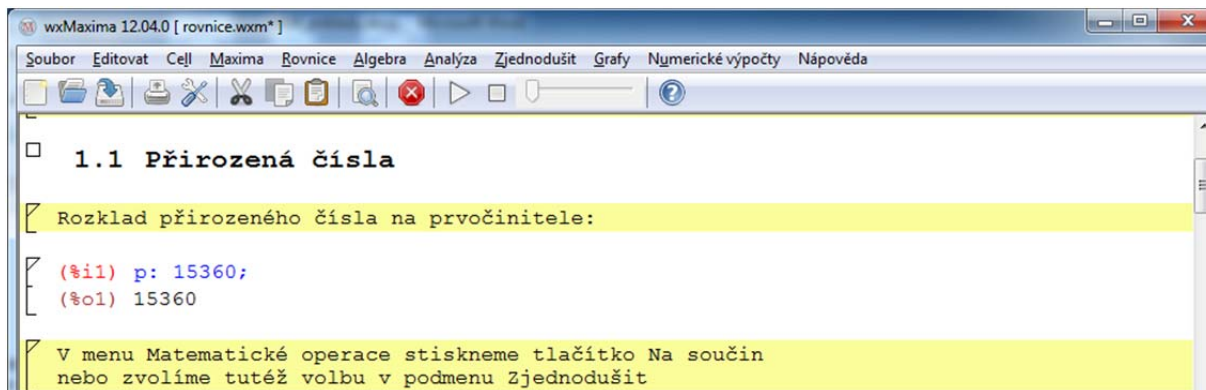 wxMaxima 12.04.0 [ rovnice.wxm* ]
Soubor Editovat Cell Maxima Rovnice Algebra Analýza Zjednodušit Grafy Numerické výpočty Nápověda
1.1 Přirozená čísla
Rozklad přirozeného čísla na prvočinitele:
(%i1) p: 15360;
(%o1) 15360
V menu Matematické operace stiskneme tlačítko Na součin
nebo zvolíme tutéž volbu v podmenu Zjednodušit